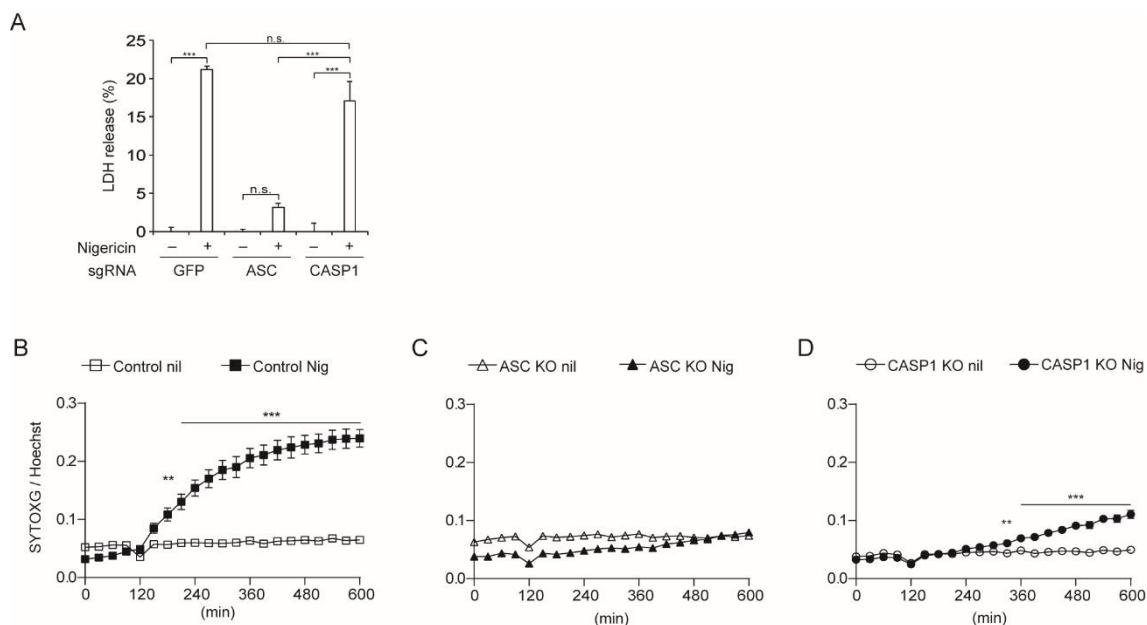 A
n.s.
***
***
***
n.s.
25
20
15
10
5
0
LDH release (%)
Nigericin – + – + – +
sgRNA GFP ASC CASP1
B
Control nil Control Nig
0.3
0.2
0.1
0.0
SYTOXG / Hoechst
***
**
0 120 240 360 480 600
(min)
C
ASC KO nil ASC KO Nig
0.3
0.2
0.1
0.0
0 120 240 360 480 600
(min)
D
CASP1 KO nil CASP1 KO Nig
0.3
0.2
0.1
0.0
***
**
0 120 240 360 480 600
(min)